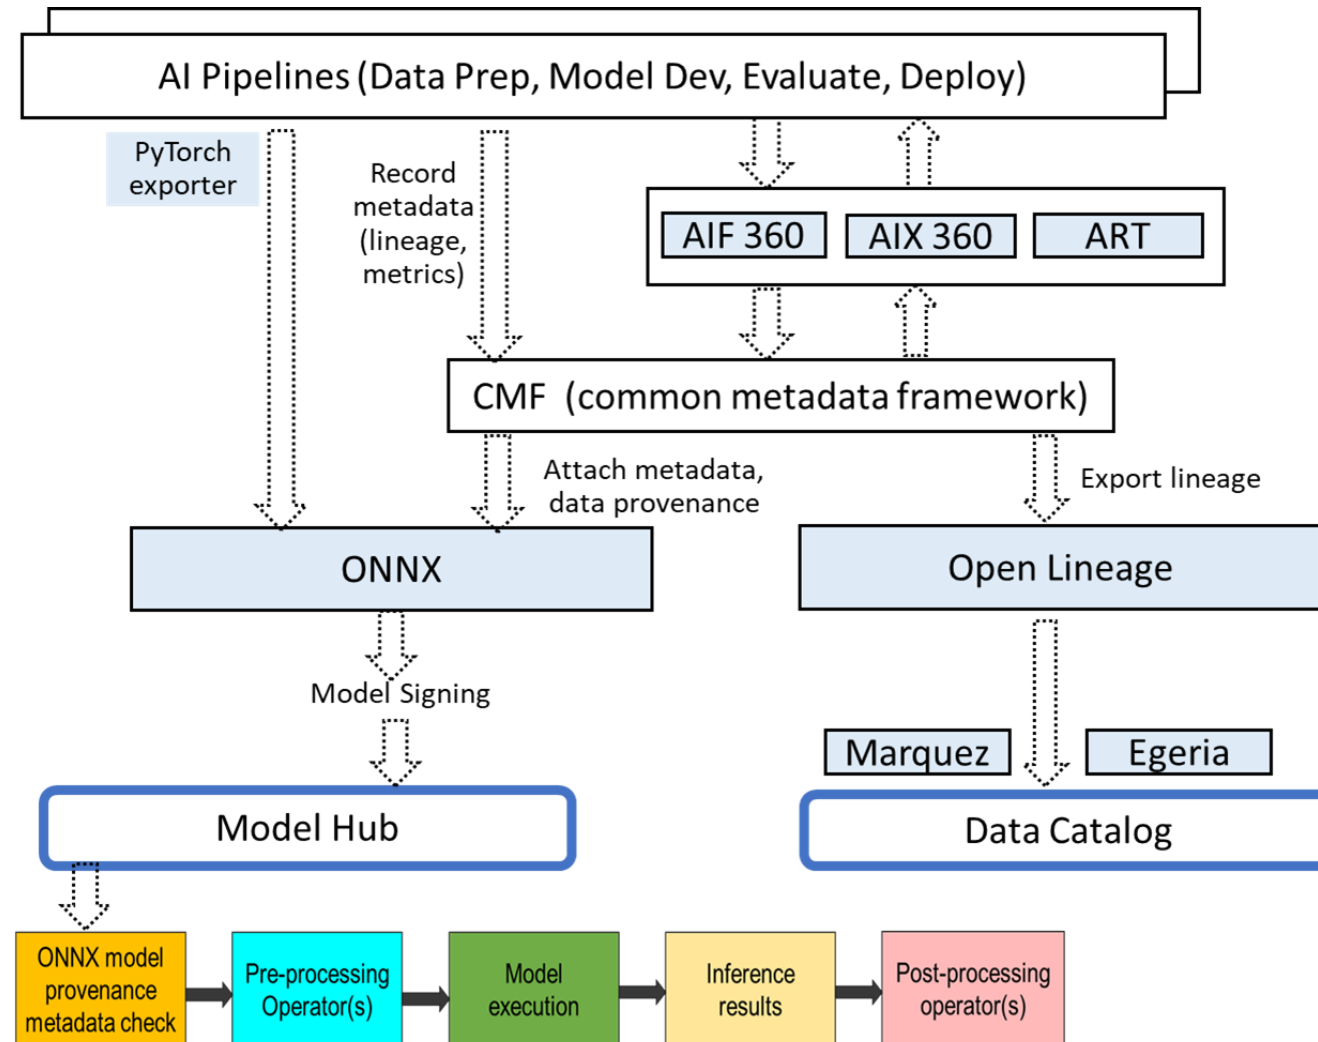 AI Pipelines (Data Prep, Model Dev, Evaluate, Deploy)
PyTorch
exporter
Record
metadata
(lineage,
metrics)
AIF 360
AIX 360
ART
CMF (common metadata framework)
Attach metadata,
data provenance
Export lineage
ONNX
Open Lineage
Model Signing
Marquez
Egeria
Model Hub
Data Catalog
ONNX model
provenance
metadata check
Pre-processing
Operator(s)
Model
execution
Inference
results
Post-processing
operator(s)